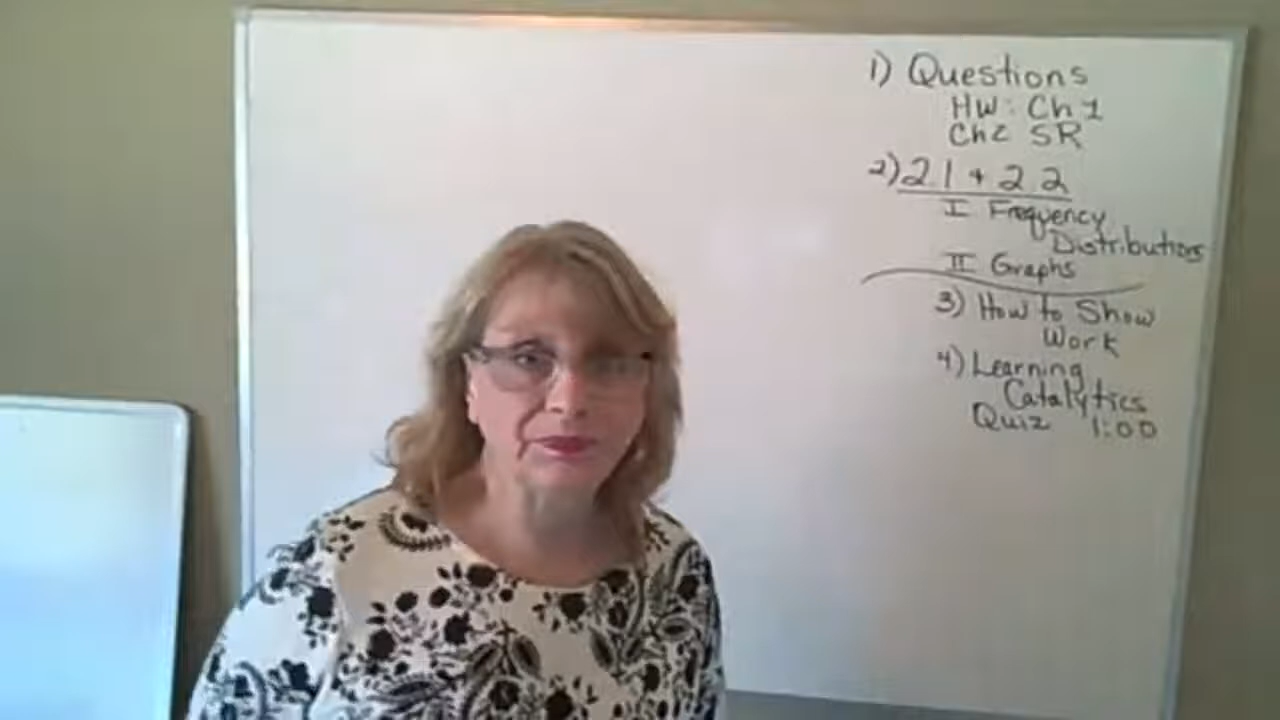 1) Questions
HW: Ch 1
Ch 2 SR
2) 2.1 + 2.2
I Frequency
Distributions
II Graphs
3) How to Show
Work
4) Learning
Catalytics
Quiz 1:00